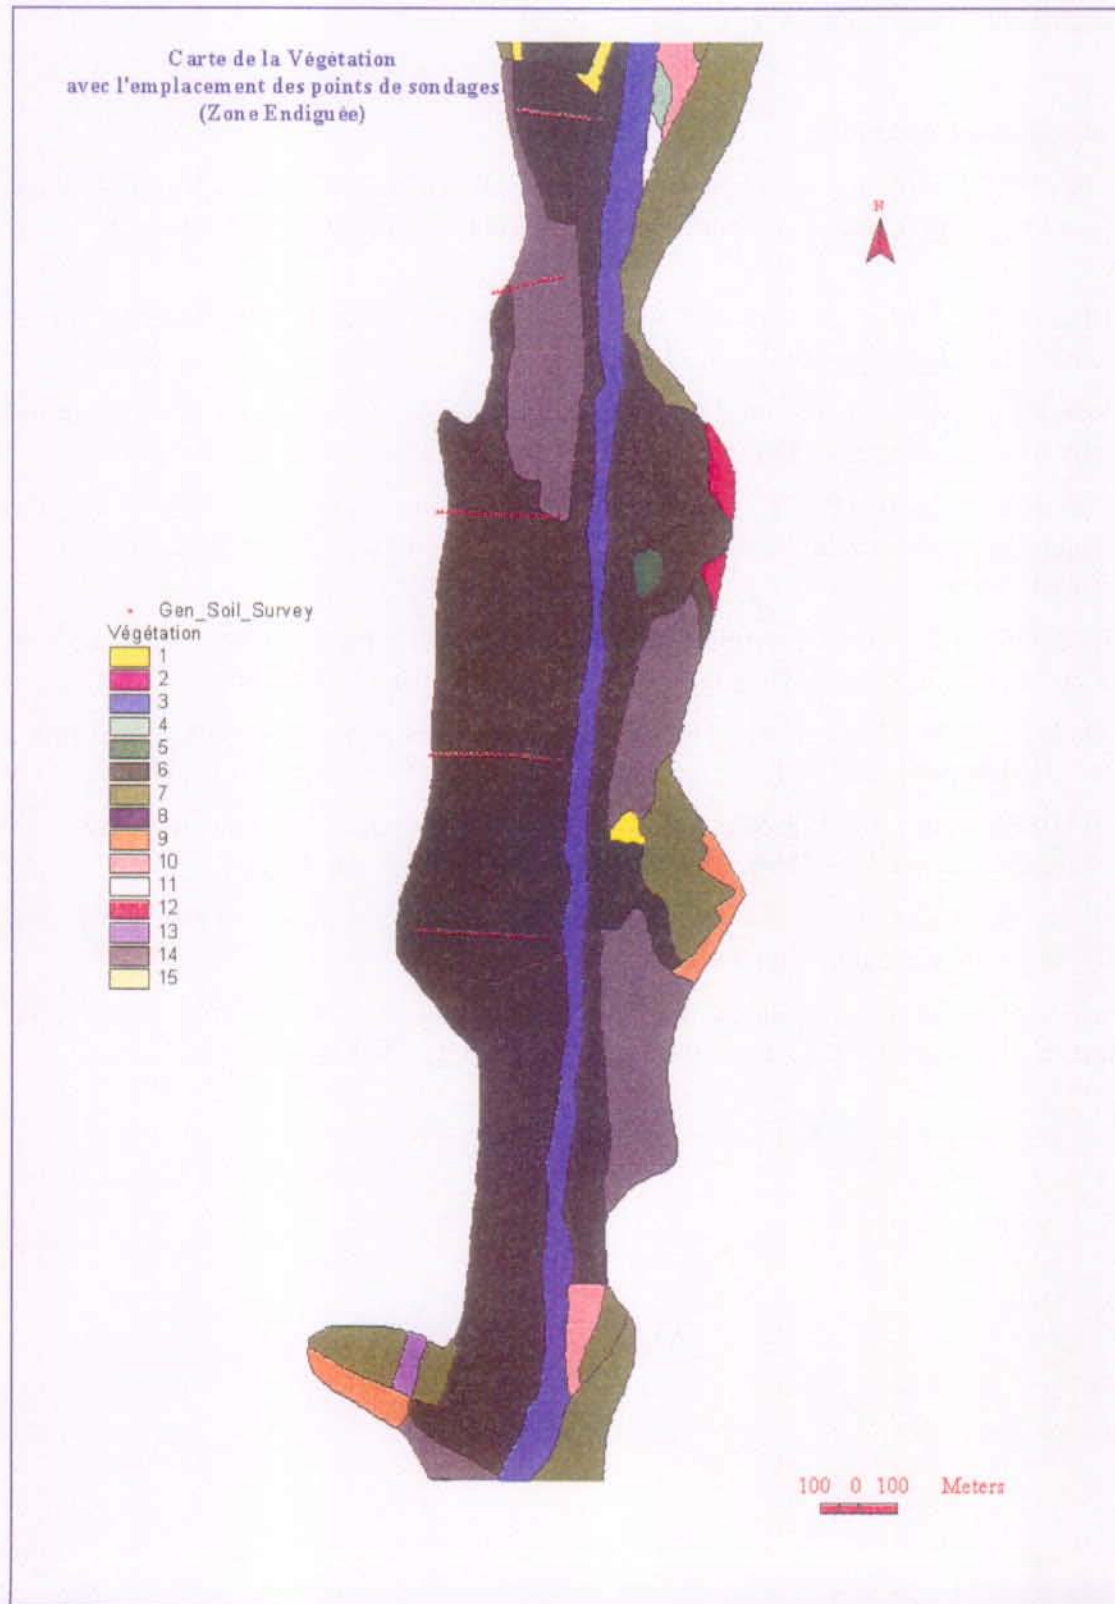 Carte de la Végétation
avec l'emplacement des points de sondages
(Zone Endiguée)
N
Gen_Soil_Survey
Végétation
1
2
3
4
5
6
7
8
9
10
11
12
13
14
15
100 0 100 Meters